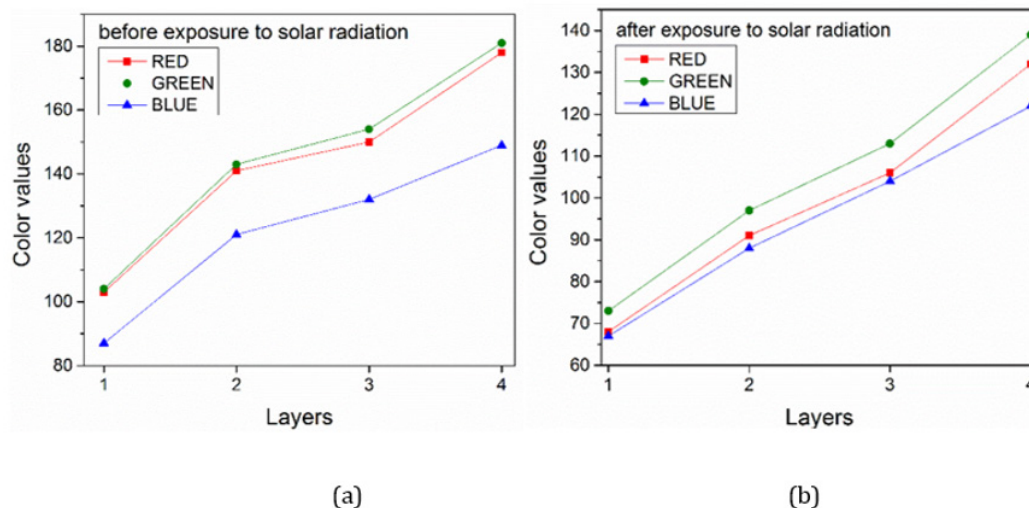 before exposure to solar radiation
RED
GREEN
BLUE
180
160
140
120
100
80
Color values
1 2 3 4
Layers
(a)
after exposure to solar radiation
RED
GREEN
BLUE
140
130
120
110
100
90
80
70
60
Color values
1 2 3 4
Layers
(b)